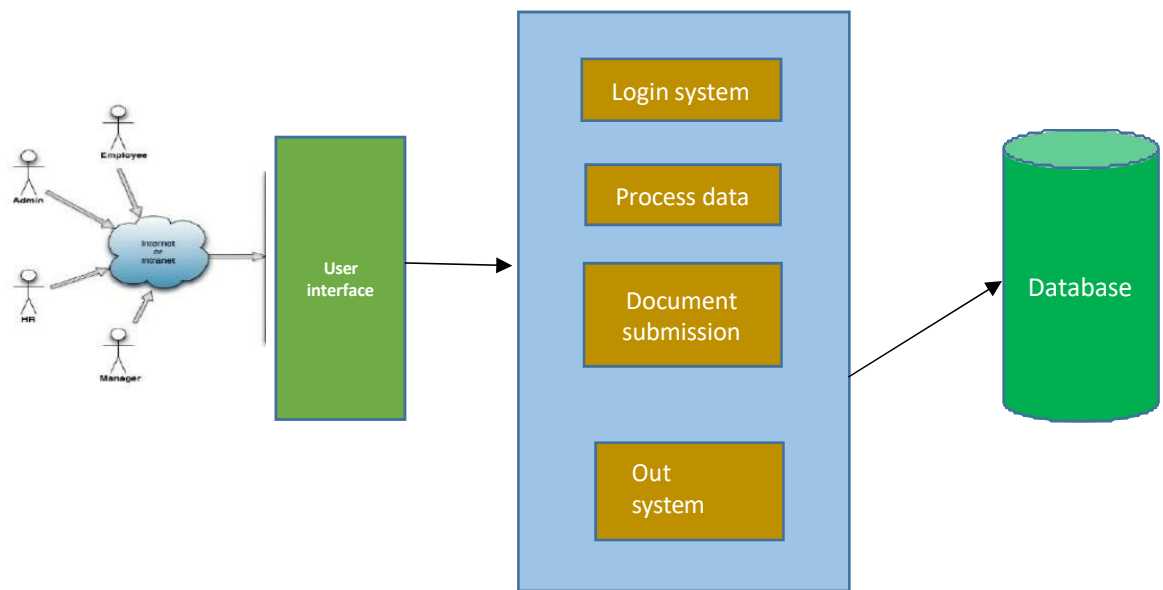 Employee
Admin
HR
Manager
Internet
or
Intranet
User
interface
Login system
Process data
Document
submission
Out
system
Database